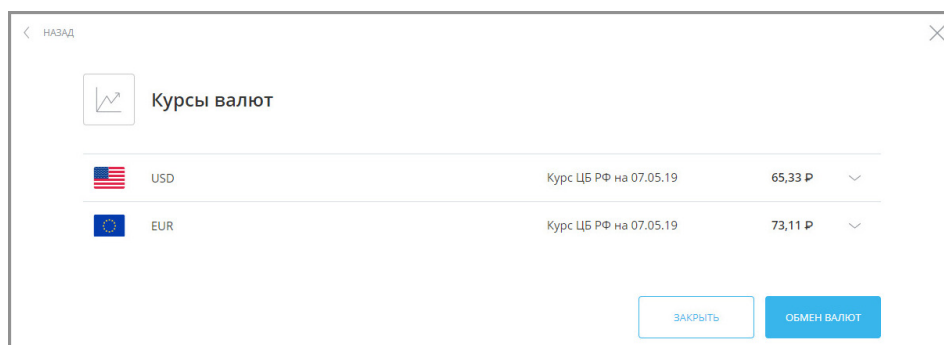 НАЗАД
Курсы валют
USD Курс ЦБ РФ на 07.05.19 65,33 ₽
EUR Курс ЦБ РФ на 07.05.19 73,11 ₽
ЗАКРЫТЬ ОБМЕН ВАЛЮТ